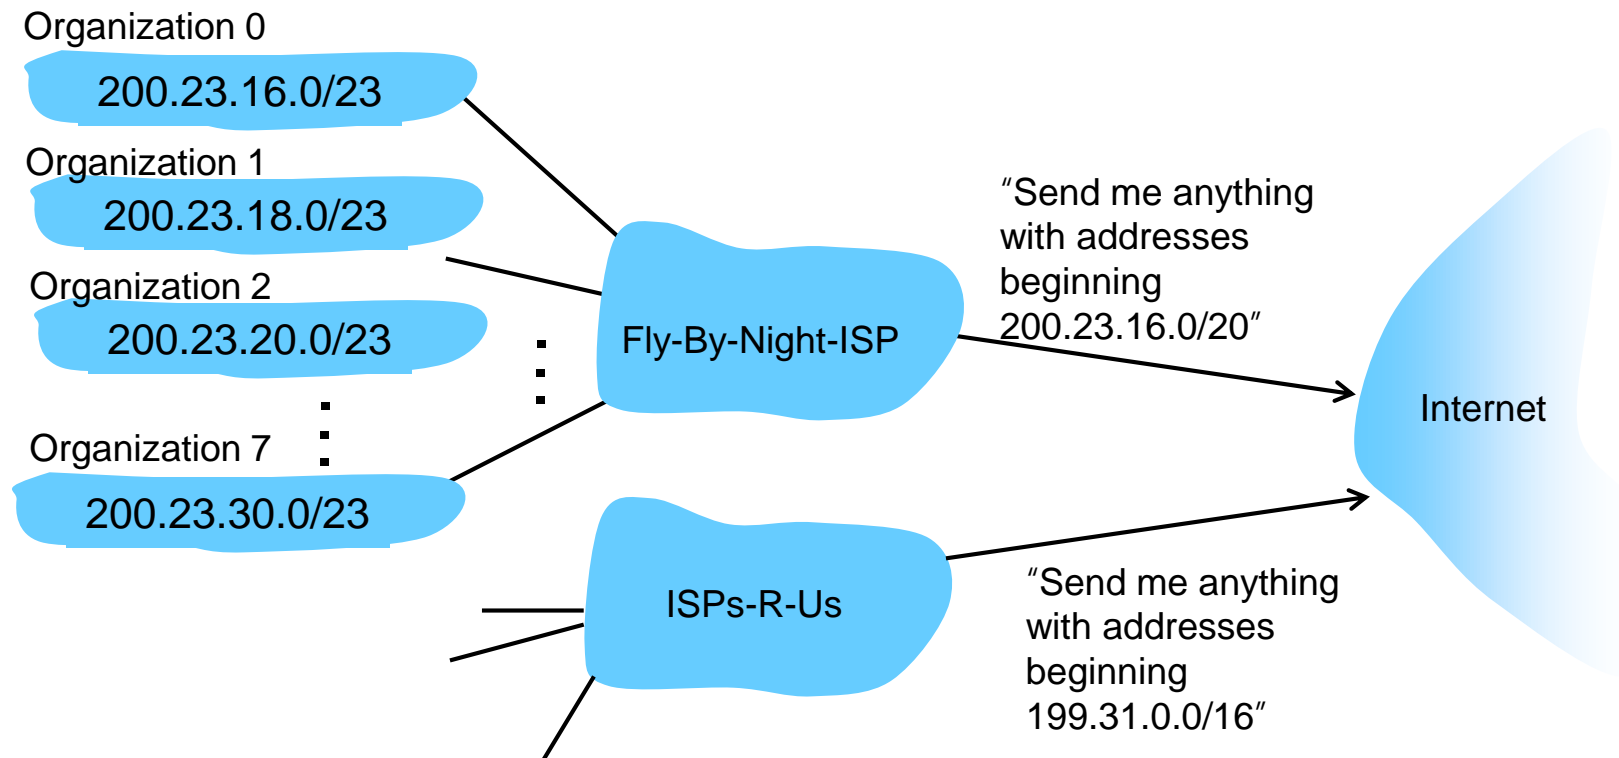 Organization 0
200.23.16.0/23
Organization 1
200.23.18.0/23
Organization 2
200.23.20.0/23
Organization 7
200.23.30.0/23
Fly-By-Night-ISP
ISPs-R-Us
"Send me anything
with addresses
beginning
200.23.16.0/20"
"Send me anything
with addresses
beginning
199.31.0.0/16"
Internet